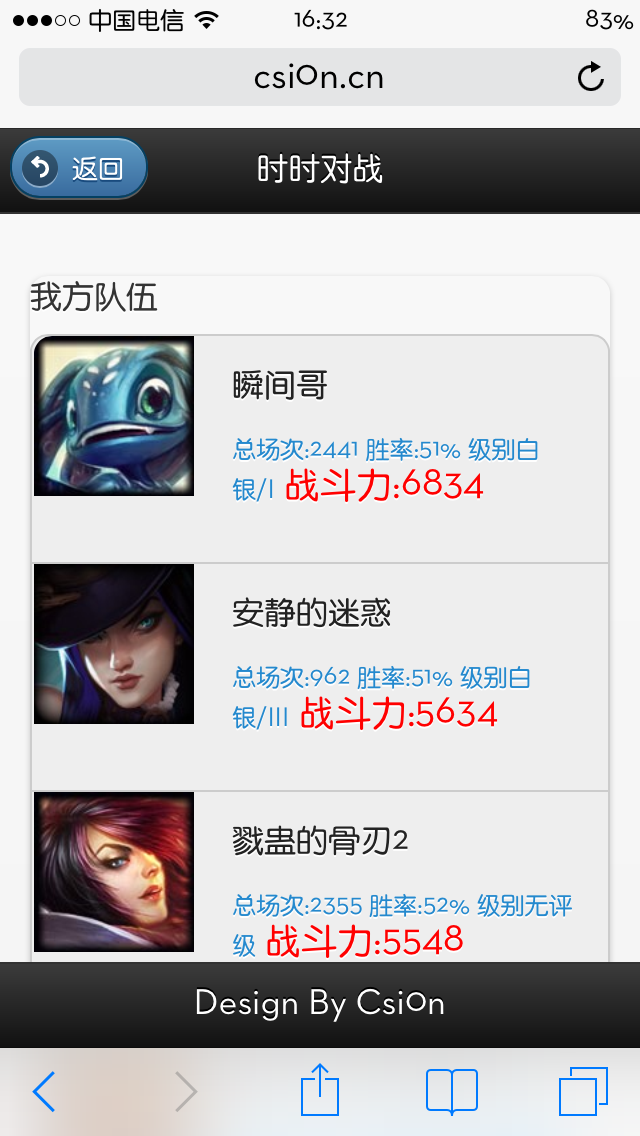 中国电信 16:32 83%
csi0n.cn
返回 时时对战
我方队伍
瞬间哥
总场次:2441 胜率:51% 级别白
银/I 战斗力:6834
安静的迷惑
总场次:962 胜率:51% 级别白
银/III 战斗力:5634
戮蛊的骨刃2
总场次:2355 胜率:52% 级别无评
级 战斗力:5548
Design By Csi0n